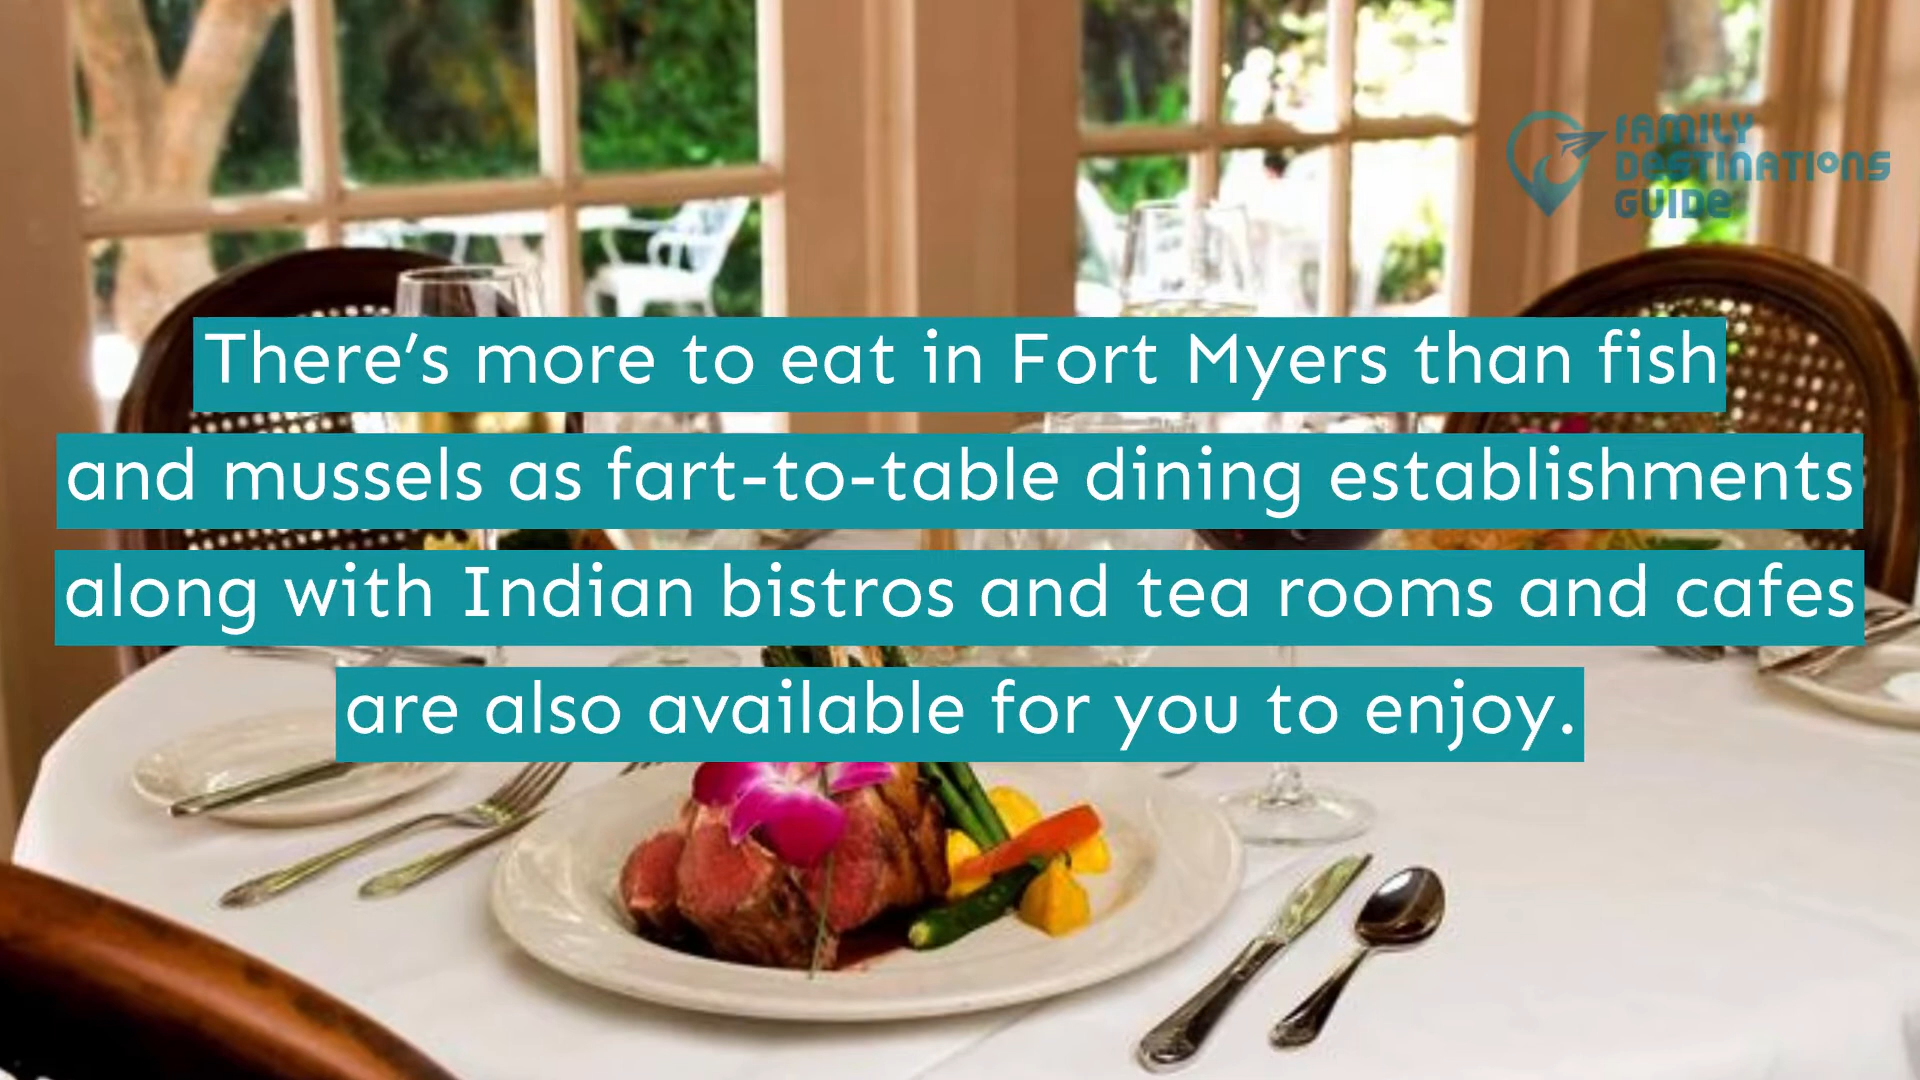 FAMILY
DESTINATIONS
GUIDE
There’s more to eat in Fort Myers than fish
and mussels as fart-to-table dining establishments
along with Indian bistros and tea rooms and cafes
are also available for you to enjoy.